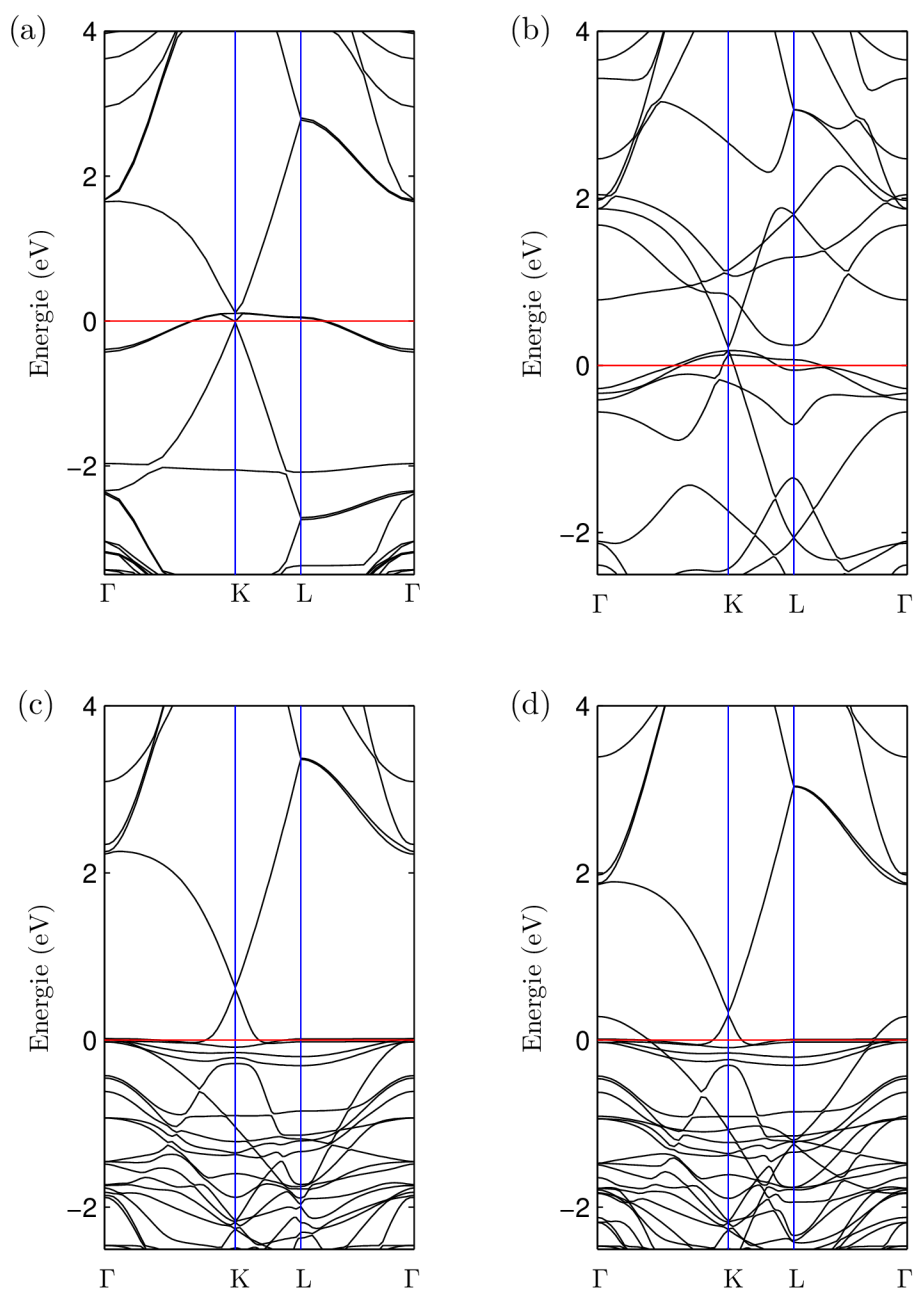 (a)
4
2
0
−2
Energie (eV)
Γ K L Γ
(b)
4
2
0
−2
Energie (eV)
Γ K L Γ
(c)
4
2
0
−2
Energie (eV)
Γ K L Γ
(d)
4
2
0
−2
Energie (eV)
Γ K L Γ